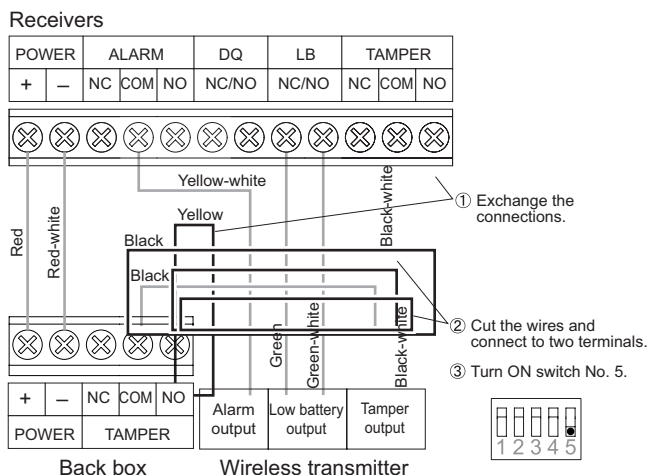 Receivers
POWER ALARM DQ LB TAMPER
+ – NC COM NO NC/NO NC/NO NC COM NO
Yellow-white
Yellow
Black
Black
Red
Red-white
Black-white
Green
Green-white
Black-white
① Exchange the
connections.
② Cut the wires and
connect to two terminals.
③ Turn ON switch No. 5.
1 2 3 4 5
+ – NC COM NO
POWER TAMPER
Back box
Alarm
output
Low battery
output
Tamper
output
Wireless transmitter